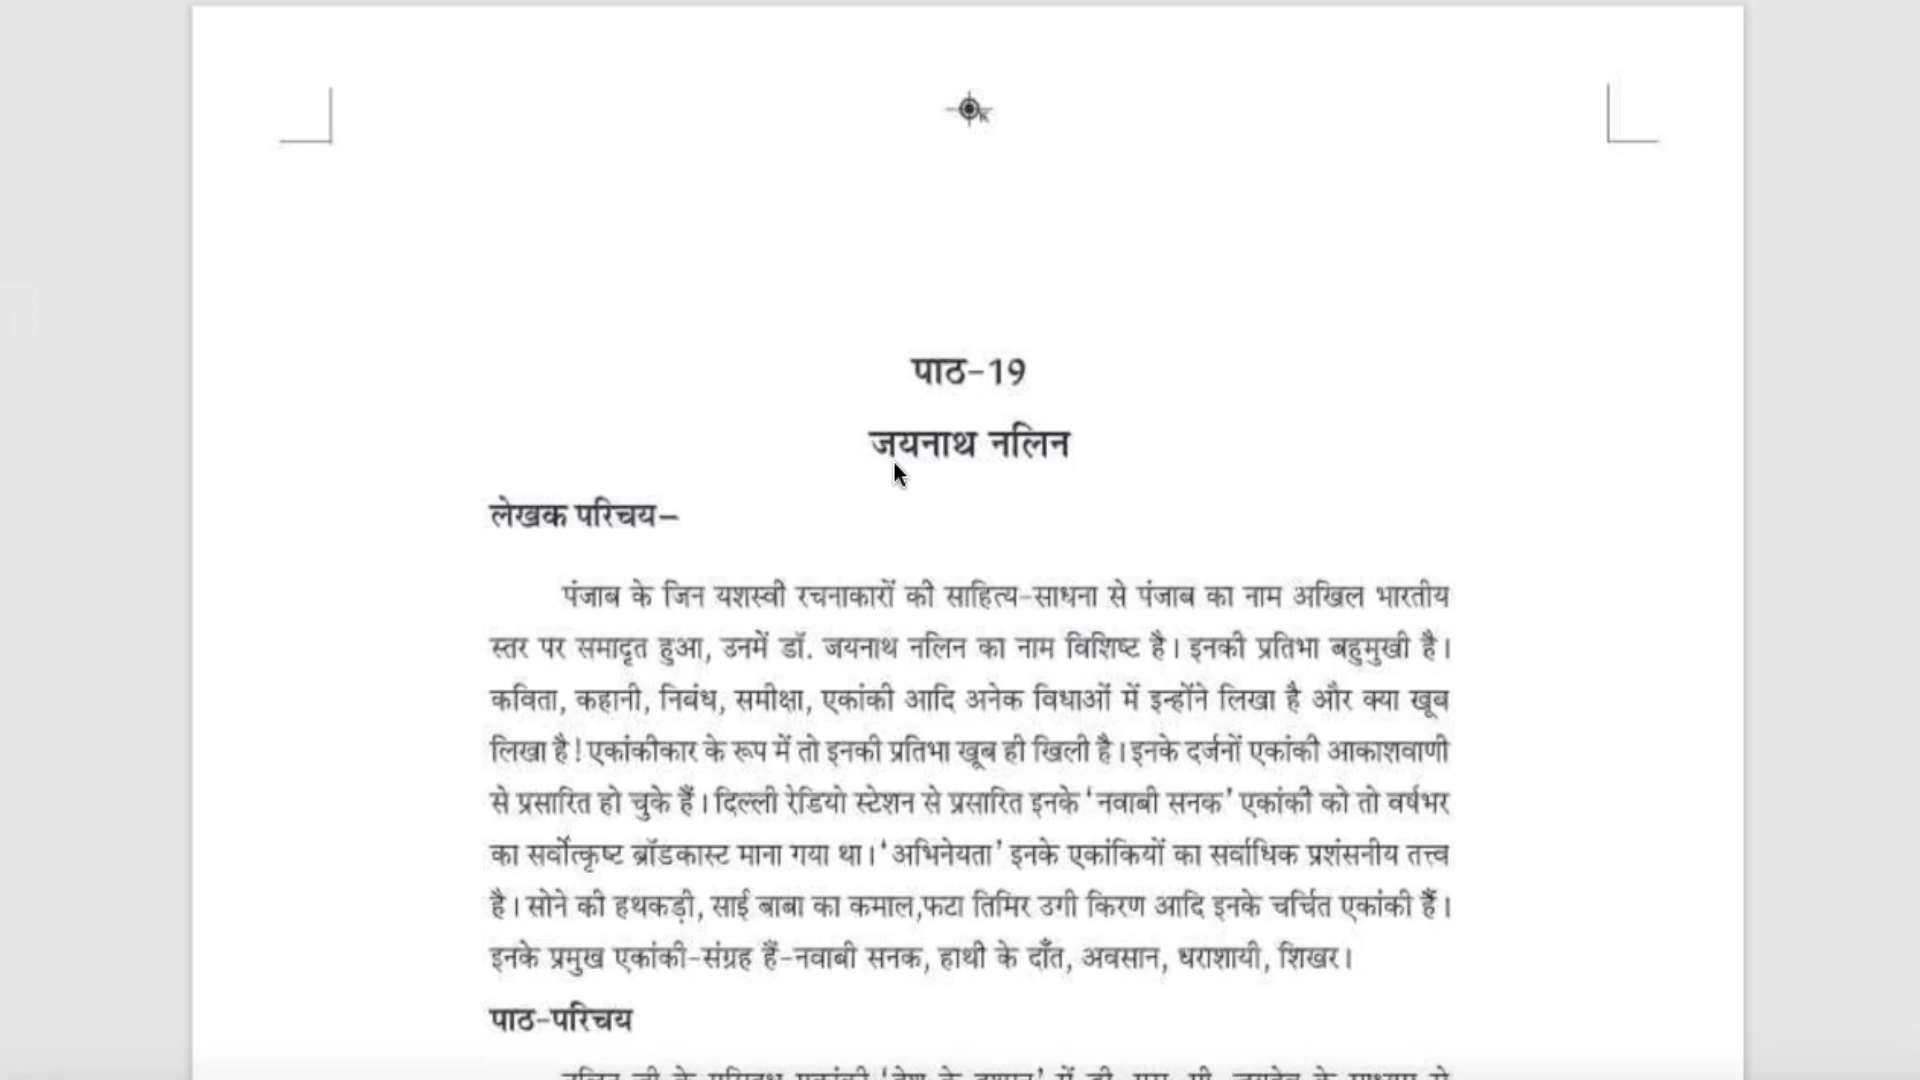 पाठ-19
जयनाथ नलिन
लेखक परिचय–
पंजाब के जिन यशस्वी रचनाकारों की साहित्य-साधना से पंजाब का नाम अखिल भारतीय
स्तर पर समादृत हुआ, उनमें डॉ. जयनाथ नलिन का नाम विशिष्ट है। इनकी प्रतिभा बहुमुखी है।
कविता, कहानी, निबंध, समीक्षा, एकांकी आदि अनेक विधाओं में इन्होंने लिखा है और क्या खूब
लिखा है! एकांकीकार के रूप में तो इनकी प्रतिभा खूब ही खिली है। इनके दर्जनों एकांकी आकाशवाणी
से प्रसारित हो चुके हैं। दिल्ली रेडियो स्टेशन से प्रसारित इनके 'नवाबी सनक' एकांकी को तो वर्षभर
का सर्वोत्कृष्ट ब्रॉडकास्ट माना गया था। 'अभिनेयता' इनके एकांकियों का सर्वाधिक प्रशंसनीय तत्त्व
है। सोने की हथकड़ी, साई बाबा का कमाल,फटा तिमिर उगी किरण आदि इनके चर्चित एकांकी हैं।
इनके प्रमुख एकांकी-संग्रह हैं-नवाबी सनक, हाथी के दाँत, अवसान, धराशायी, शिखर।
पाठ-परिचय